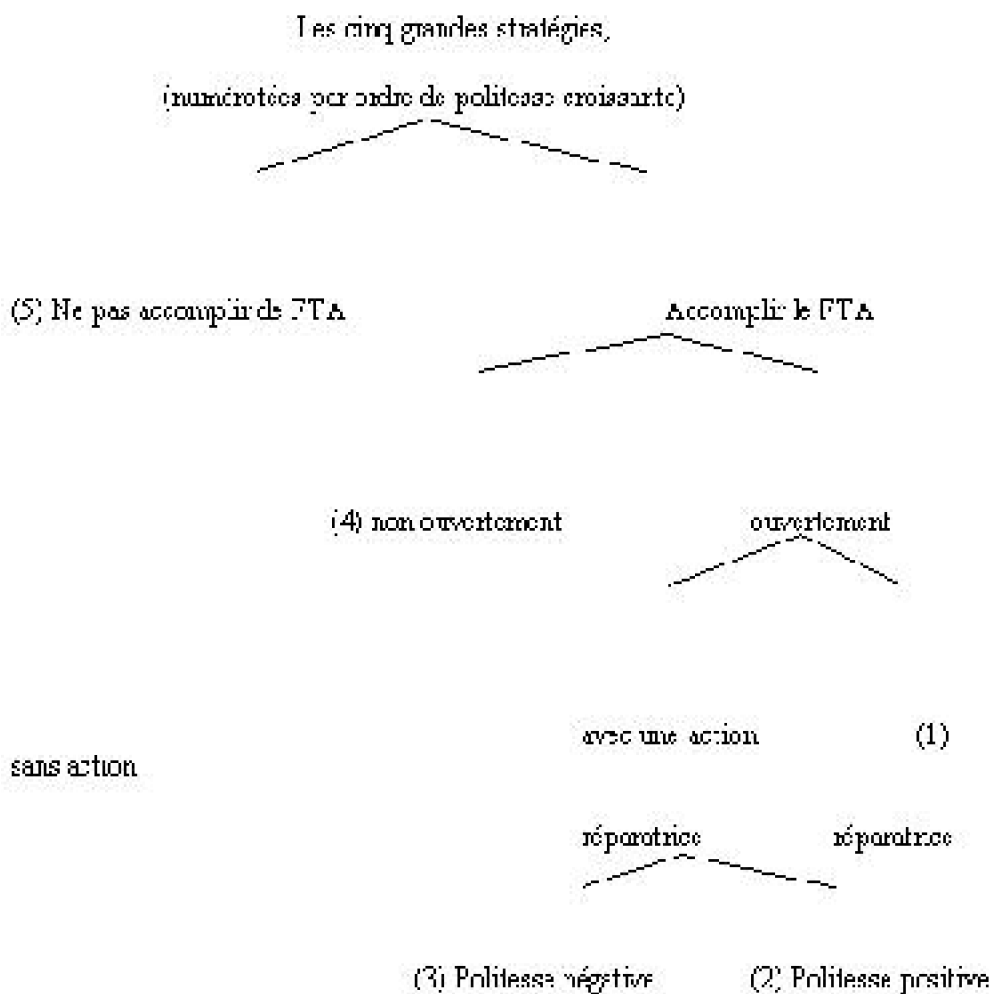 Les cinq grandes stratégies,
(numérotées par ordre de politesse croissante)
(5) Ne pas accomplir de FTA Accomplir le FTA
(4) non ouvertement ouvertement
avec une action (1)
sans action
réparatrice réparatrice
(3) Politesse négative (2) Politesse positive